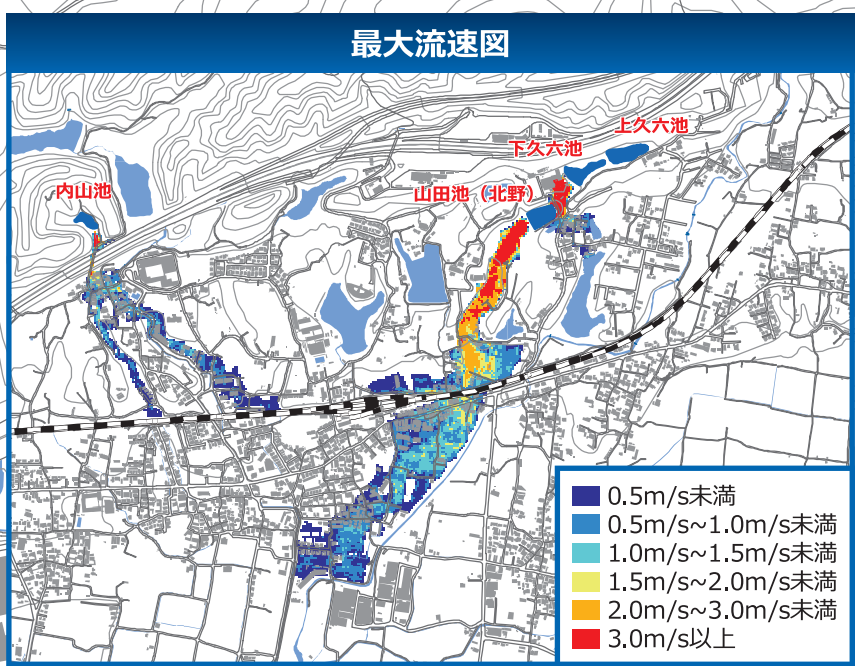 最大流速図
上久六池
下久六池
山田池（北野）
内山池
0.5m/s未満
0.5m/s~1.0m/s未満
1.0m/s~1.5m/s未満
1.5m/s~2.0m/s未満
2.0m/s~3.0m/s未満
3.0m/s以上